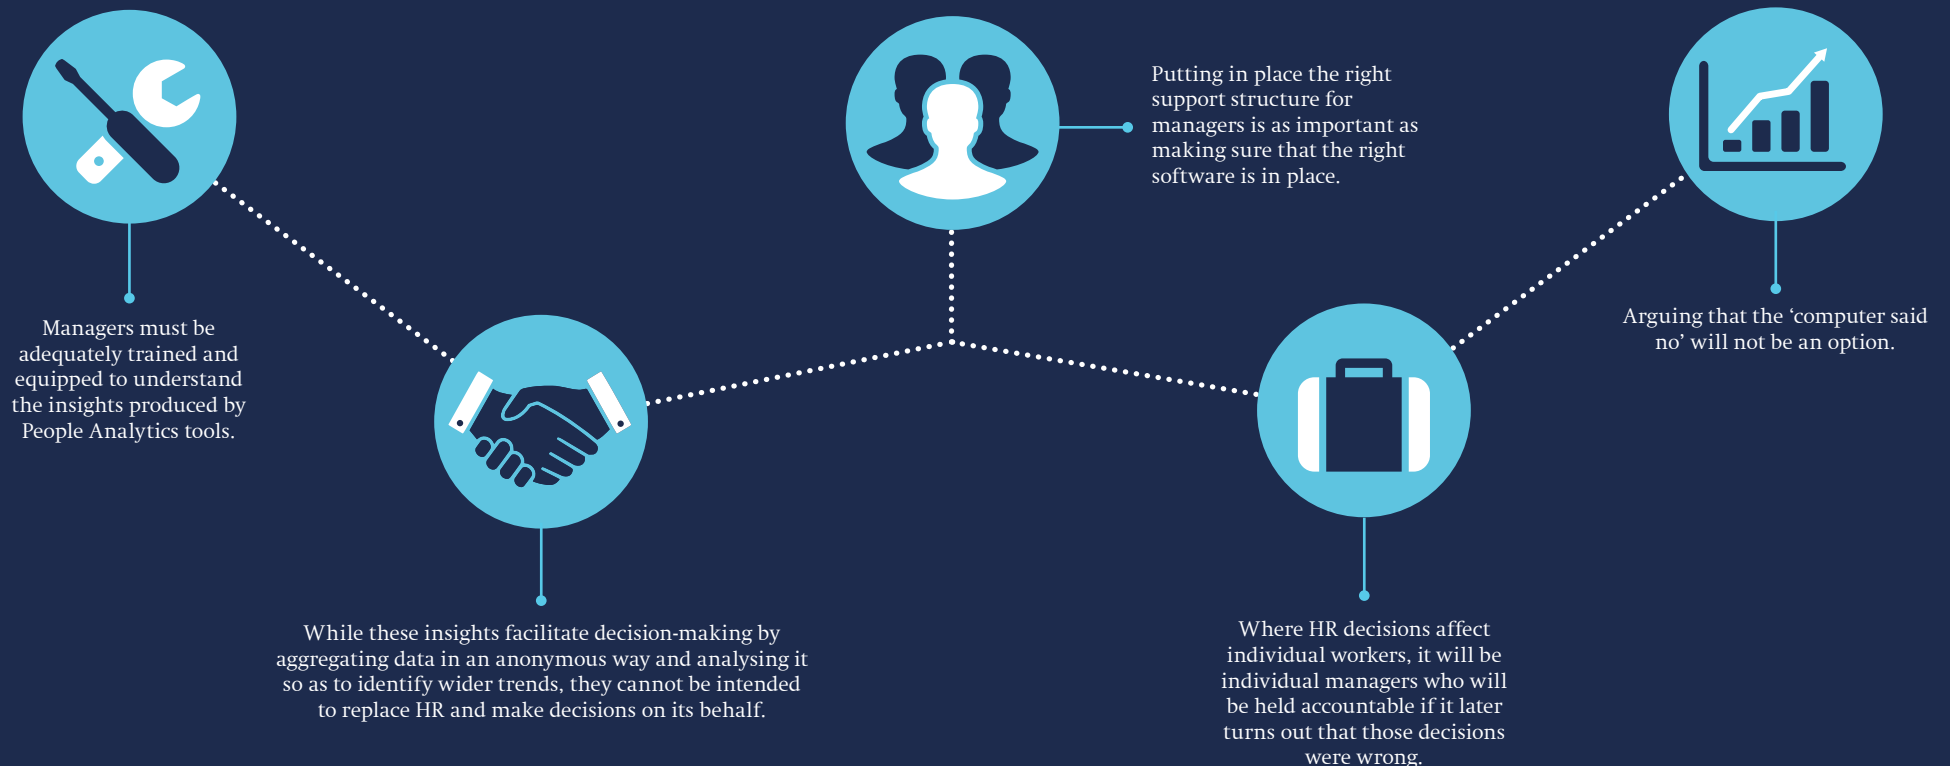 Managers must be
adequately trained and
equipped to understand
the insights produced by
People Analytics tools.
While these insights facilitate decision-making by
aggregating data in an anonymous way and analysing it
so as to identify wider trends, they cannot be intended
to replace HR and make decisions on its behalf.
Putting in place the right
support structure for
managers is as important as
making sure that the right
software is in place.
Where HR decisions affect
individual workers, it will be
individual managers who will
be held accountable if it later
turns out that those decisions
were wrong.
Arguing that the ‘computer said
no’ will not be an option.